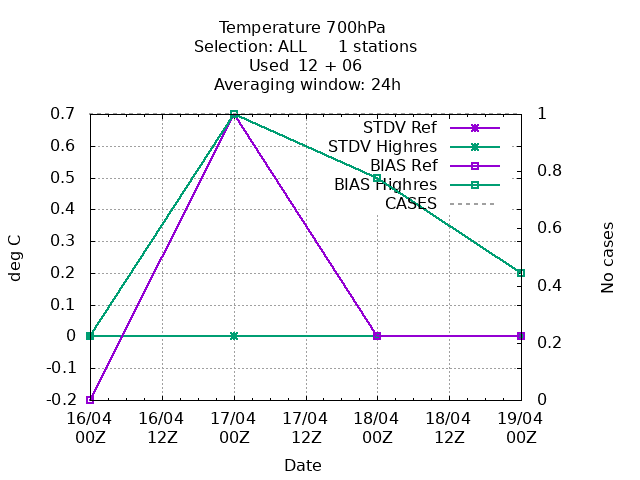 Temperature 700hPa
Selection: ALL 1 stations
Used 12 + 06
Averaging window: 24h
0.7
0.6
0.5
0.4
0.3
0.2
0.1
0
-0.1
-0.2
deg C
1
0.8
0.6
0.4
0.2
0
No cases
STDV Ref
STDV Highres
BIAS Ref
BIAS Highres
CASES
16/04 16/04 17/04 17/04 18/04 18/04 19/04
00Z 12Z 00Z 12Z 00Z 12Z 00Z
Date